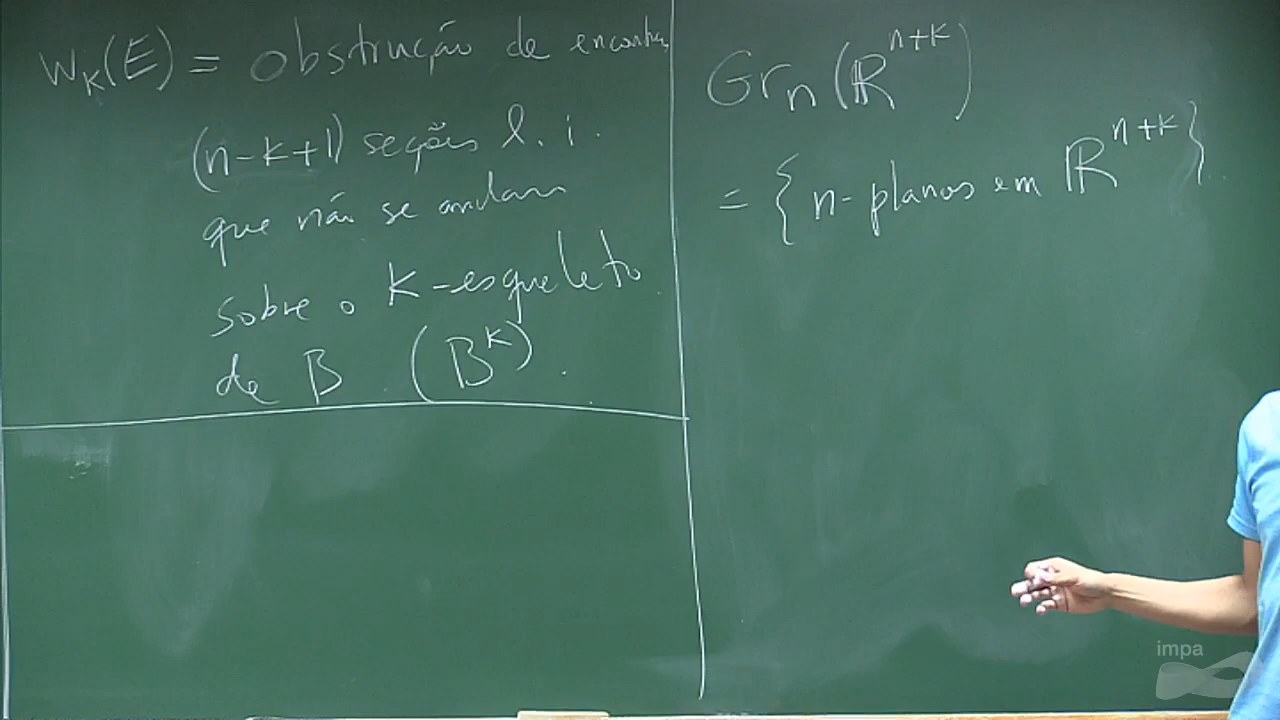 W_K(E) = obstrução de encontrar
(n-k+1) seções l.i.
que não se anulam
sobre o K-esqueleto
de B (B^K).
Gr_n(ℝ^{n+k})
= {n-planos em ℝ^{n+k}}
impa